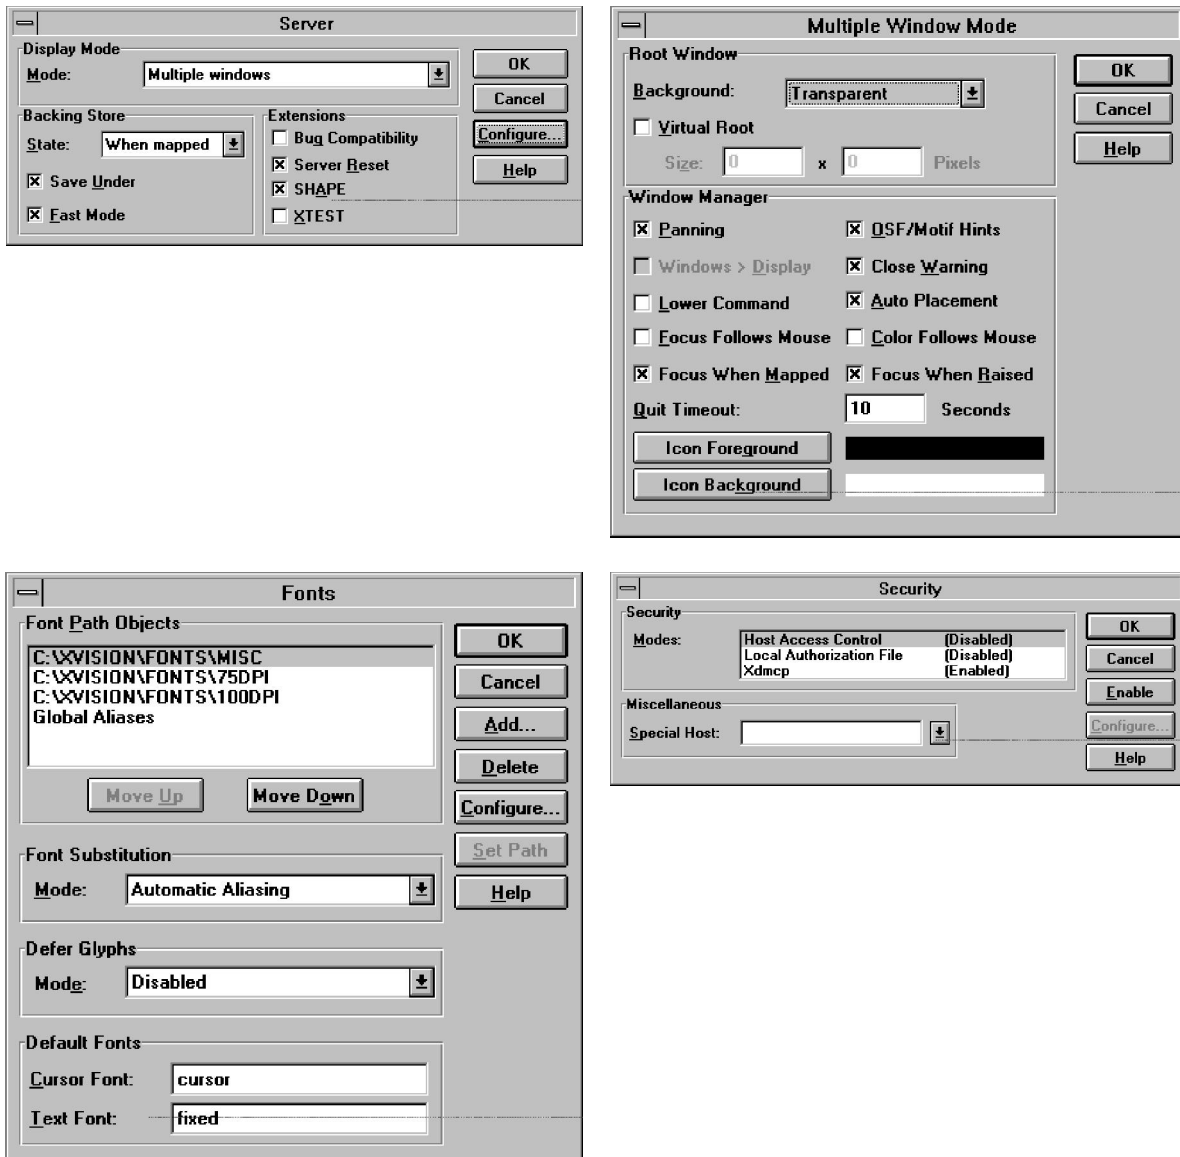 Server
Display Mode
Mode: Multiple windows
Backing Store
State: When mapped
Save Under
Fast Mode
Extensions
Bug Compatibility
Server Reset
SHAPE
XTEST
OK
Cancel
Configure...
Help
Multiple Window Mode
Root Window
Background: Transparent
Virtual Root
Size: 0 x 0 Pixels
Window Manager
Panning OSF/Motif Hints
Windows > Display Close Warning
Lower Command Auto Placement
Focus Follows Mouse Color Follows Mouse
Focus When Mapped Focus When Raised
Quit Timeout: 10 Seconds
Icon Foreground
Icon Background
OK
Cancel
Help
Fonts
Font Path Objects
C:\XVISION\FONTS\MISC
C:\XVISION\FONTS\75DPI
C:\XVISION\FONTS\100DPI
Global Aliases
Move Up Move Down
Font Substitution
Mode: Automatic Aliasing
Defer Glyphs
Mode: Disabled
Default Fonts
Cursor Font: cursor
Text Font: fixed
OK
Cancel
Add...
Delete
Configure...
Set Path
Help
Security
Security
Modes: Host Access Control (Disabled)
Local Authorization File (Disabled)
Xdmcp (Enabled)
Miscellaneous
Special Host:
OK
Cancel
Enable
Configure...
Help